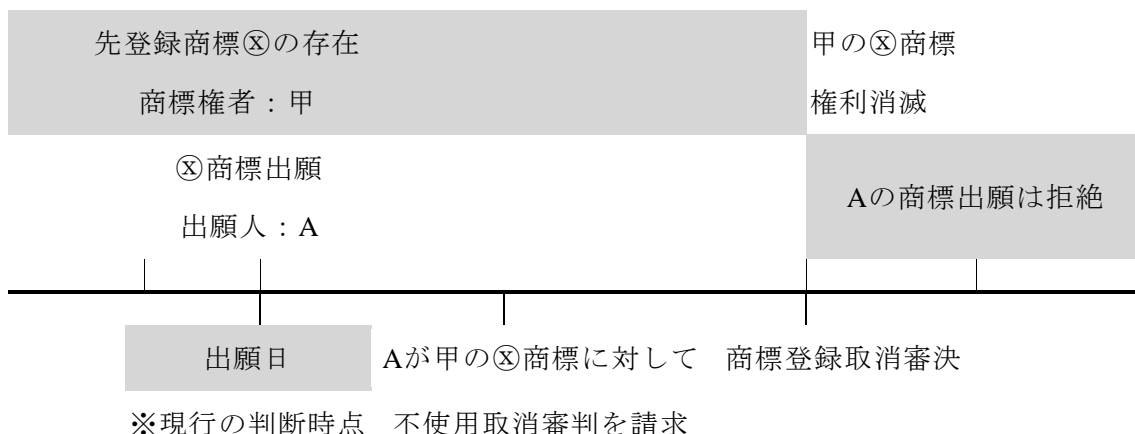 先登録商標ⓧの存在
商標権者：甲
甲のⓧ商標
権利消滅
ⓧ商標出願
出願人：A
Aの商標出願は拒絶
出願日
Aが甲のⓧ商標に対して 商標登録取消審決
※現行の判断時点 不使用取消審判を請求